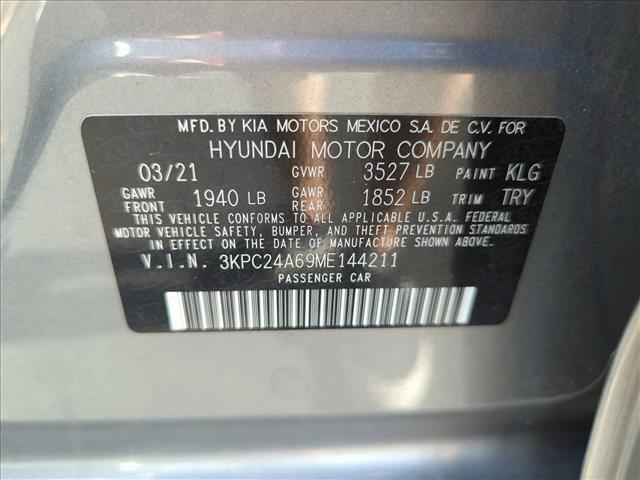 MFD. BY KIA MOTORS MEXICO S.A. DE C.V. FOR
HYUNDAI MOTOR COMPANY
03/21 GVWR 3527 LB PAINT KLG
GAWR FRONT 1940 LB GAWR REAR 1852 LB TRIM TRY
THIS VEHICLE CONFORMS TO ALL APPLICABLE U.S.A. FEDERAL
MOTOR VEHICLE SAFETY, BUMPER, AND THEFT PREVENTION
STANDARDS IN EFFECT ON THE DATE OF MANUFACTURE SHOWN ABOVE.
V.I.N. 3KPC24A69ME144211
PASSENGER CAR